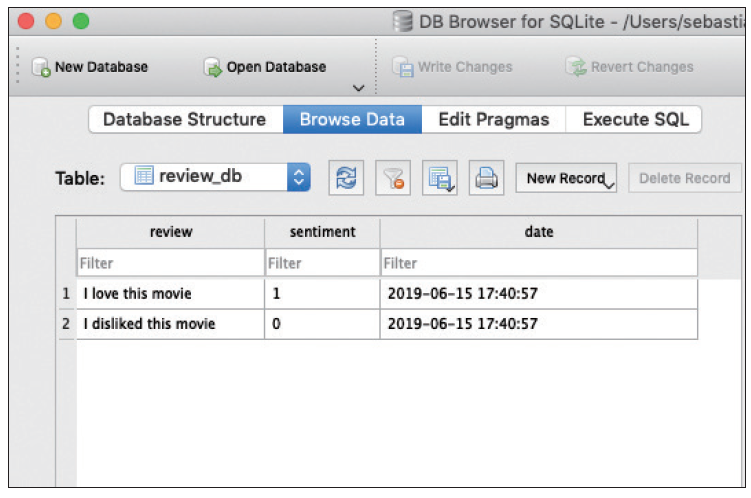 DB Browser for SQLite - /Users/sebasti
New Database Open Database Write Changes Revert Changes
Database Structure Browse Data Edit Pragmas Execute SQL
Table: review_db New Record Delete Record
review sentiment date
Filter Filter Filter
1 I love this movie 1 2019-06-15 17:40:57
2 I disliked this movie 0 2019-06-15 17:40:57